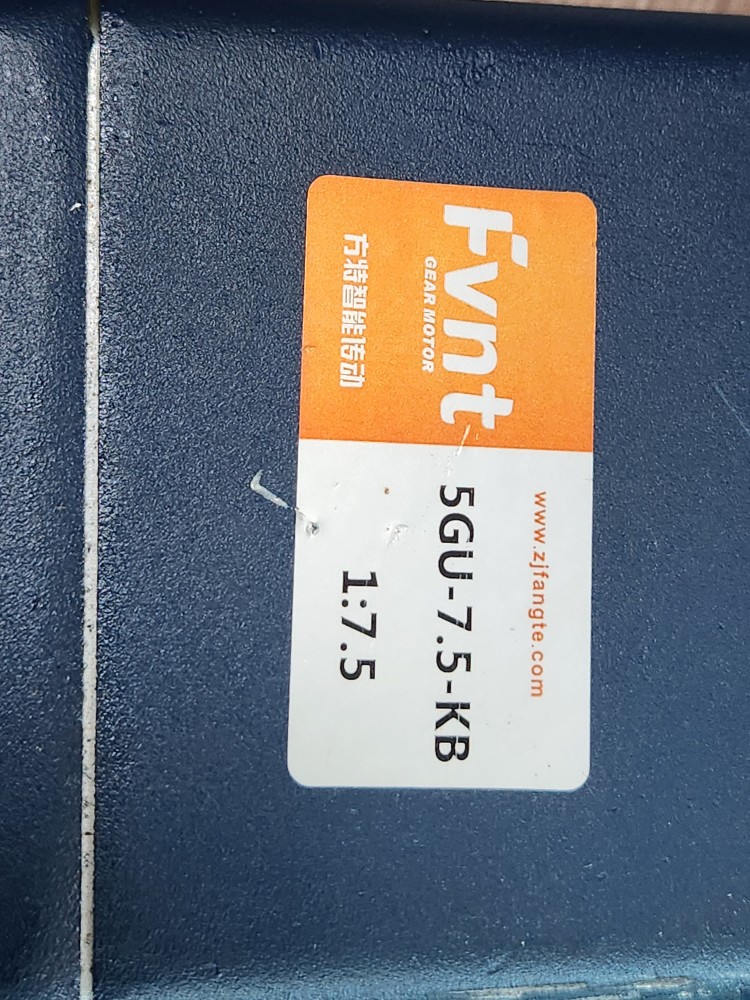 Fvnt
GEAR MOTOR
方特智能传动
www.zjfangte.com
5GU-7.5-KB
1:7.5